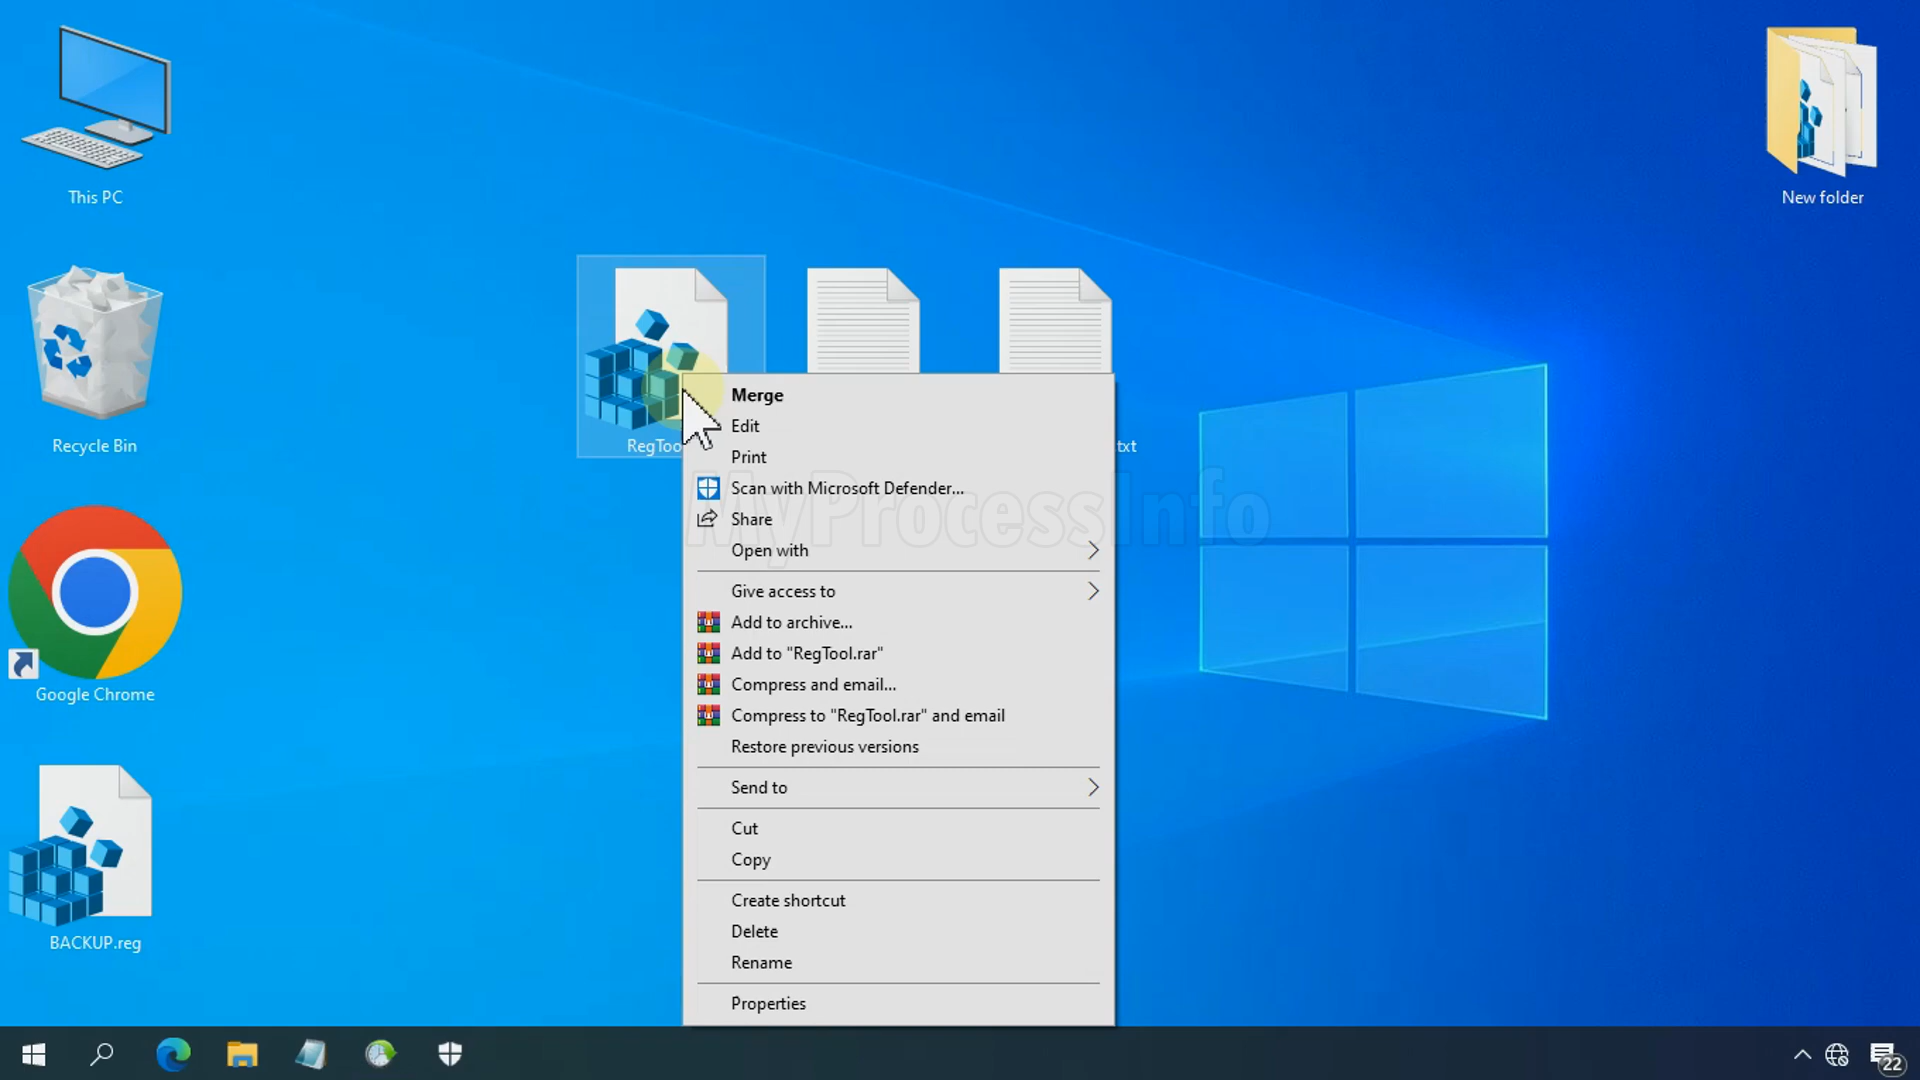 This PC
New folder
Recycle Bin
RegToo
txt
Merge
Edit
Print
Scan with Microsoft Defender...
Share
Open with
MyProcessInfo
Give access to
Add to archive...
Add to "RegTool.rar"
Compress and email...
Compress to "RegTool.rar" and email
Restore previous versions
Send to
Cut
Copy
Create shortcut
Delete
Rename
Properties
Google Chrome
BACKUP.reg
22